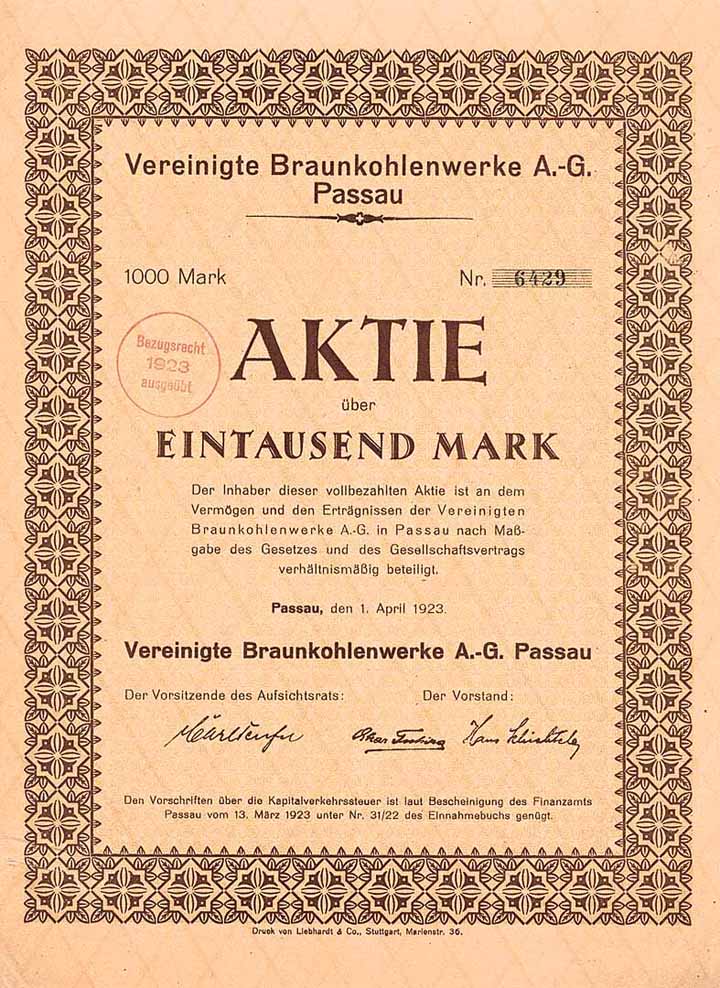 Vereinigte Braunkohlenwerke A.-G.
Passau
1000 Mark
Nr. 6429
Bezugsrecht
1923
ausgeübt
AKTIE
über
EINTAUSEND MARK
Der Inhaber dieser vollbezahlten Aktie ist an dem
Vermögen und den Erträgnissen der Vereinigten
Braunkohlenwerke A.-G. in Passau nach Maß-
gabe des Gesetzes und des Gesellschaftsvertrags
verhältnismäßig beteiligt.
Passau, den 1. April 1923.
Vereinigte Braunkohlenwerke A.-G. Passau
Der Vorsitzende des Aufsichtsrats:
Der Vorstand:
Hans
Den Vorschriften über die Kapitalverkehrssteuer ist laut Bescheinigung des Finanzamts
Passau vom 13. März 1923 unter Nr. 31/22 des Einnahmebuchs genügt.
Druck von Liebhardt & Co., Stuttgart, Marienstr. 36.